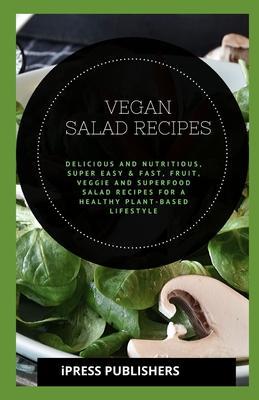 VEGAN
SALAD RECIPES
DELICIOUS AND NUTRITIOUS,
SUPER EASY & FAST, FRUIT,
VEGGIE AND SUPERFOOD
SALAD RECIPES FOR A
HEALTHY PLANT-BASED
LIFESTYLE
iPRESS PUBLISHERS